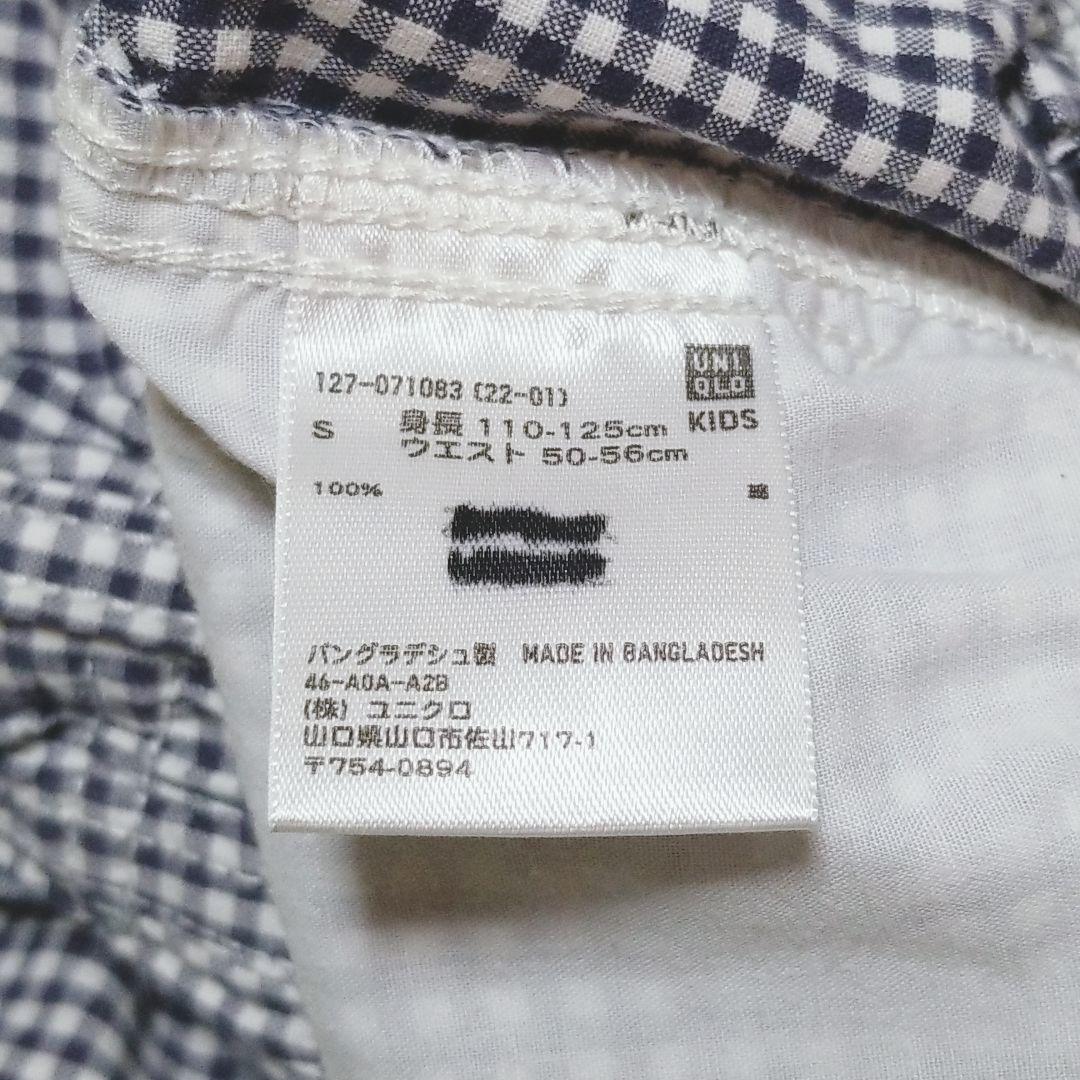 127-071083 (22-01)
UNI
QLO
KIDS
S 身長 110-125cm
ウエスト 50-56cm
100% 綿
バングラデシュ製 MADE IN BANGLADESH
46-A0A-A2B
(株) ユニクロ
山口県山口市佐山717-1
〒754-0894